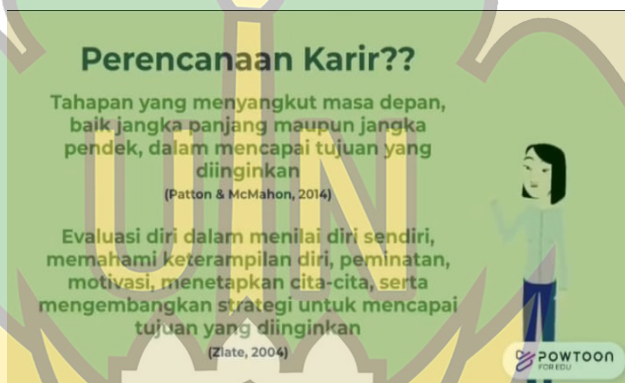 Perencanaan Karir??
Tahapan yang menyangkut masa depan,
baik jangka panjang maupun jangka
pendek, dalam mencapai tujuan yang
diinginkan
(Patton & McMahon, 2014)
Evaluasi diri dalam menilai diri sendiri,
memahami keterampilan diri, peminatan,
motivasi, menetapkan cita-cita, serta
mengembangkan strategi untuk mencapai
tujuan yang diinginkan
(Zlate, 2004)
UIN
POWTOON
FOR EDU